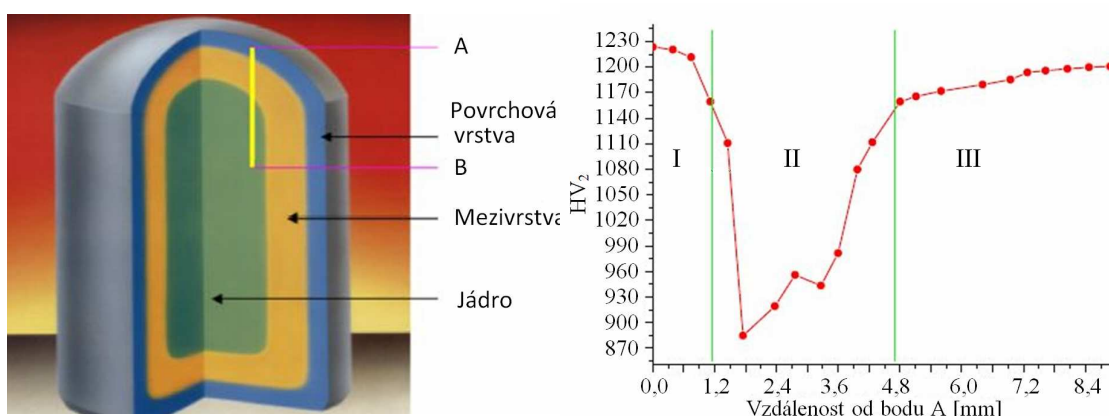 A
Povrchová
vrstva
B
Mezivrstva
Jádro
HV2
1230
1200
1140
1110
1080
1050
1220
990
960
930
900
870
I
II
III
0,0
1,2
2,4
3,6
4,8
6,0
7,2
8,4
Vzdálenost od bodu A [mm]